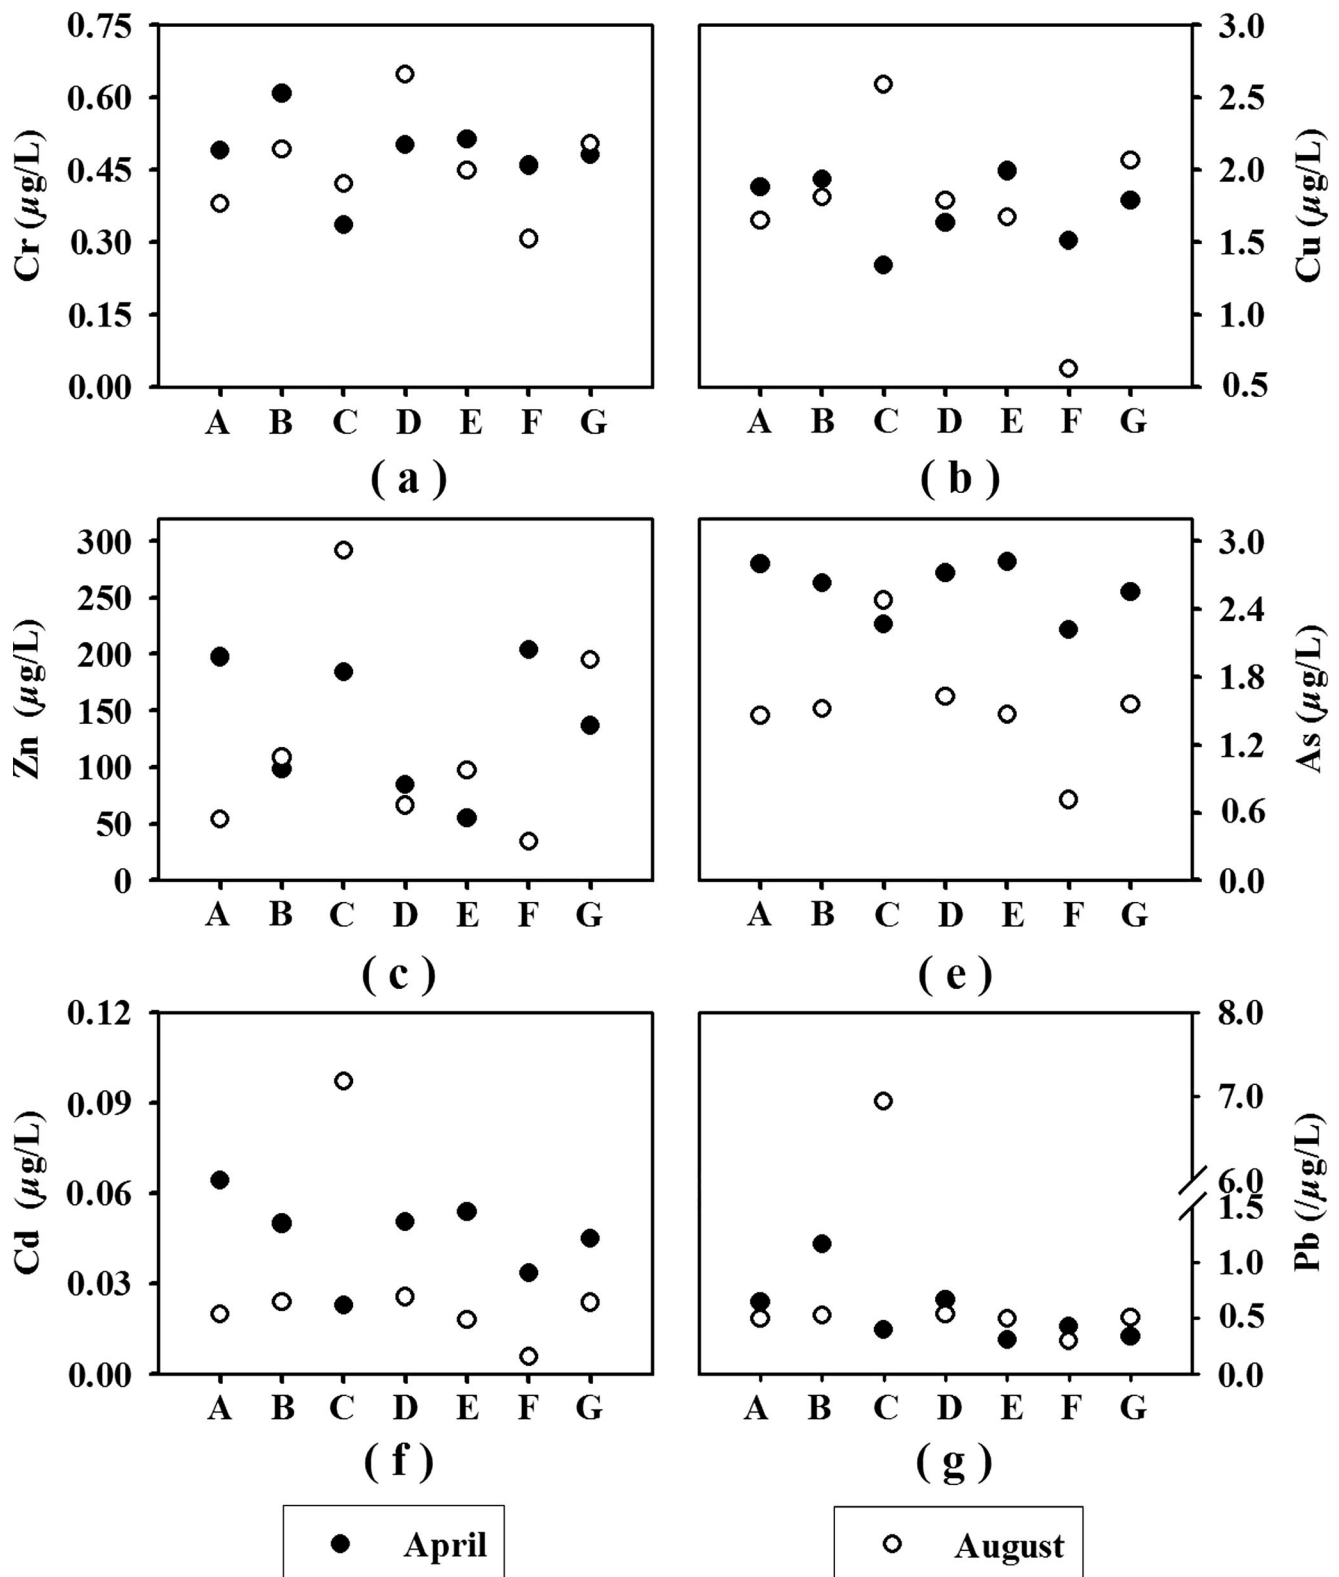 0.75
0.60
0.45
0.30
0.15
0.00
Cr (µg/L)
A B C D E F G
( a )
3.0
2.5
2.0
1.5
1.0
0.5
Cu (µg/L)
A B C D E F G
( b )
300
250
200
150
100
50
0
Zn (µg/L)
A B C D E F G
( c )
3.0
2.4
1.8
1.2
0.6
0.0
As (µg/L)
A B C D E F G
( e )
0.12
0.09
0.06
0.03
0.00
Cd (µg/L)
A B C D E F G
( f )
8.0
7.0
6.0
1.5
1.0
0.5
0.0
Pb (/µg/L)
A B C D E F G
( g )
April
August